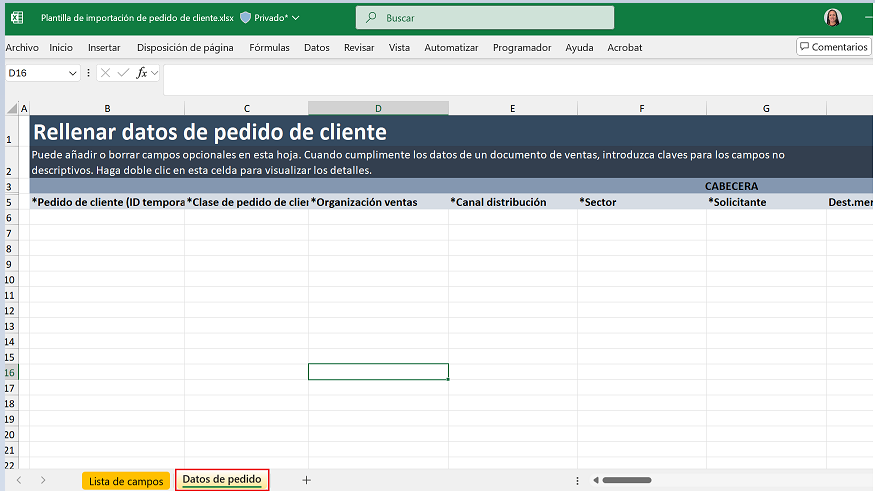 Plantilla de importación de pedido de cliente.xlsx Privado*
Buscar
Archivo Inicio Insertar Disposición de página Fórmulas Datos Revisar Vista Automatizar Programador Ayuda Acrobat Comentarios
D16 fx
A B C D E F G
1 Rellenar datos de pedido de cliente
Puede añadir o borrar campos opcionales en esta hoja. Cuando cumplimente los datos de un documento de ventas, introduzca claves para los campos no
2 descriptivos. Haga doble clic en esta celda para visualizar los detalles.
3 CABECERA
5 *Pedido de cliente (ID tempora *Clase de pedido de clie *Organización ventas *Canal distribución *Sector *Solicitante Dest.mer
6
7
8
9
10
11
12
13
14
15
16
17
18
19
20
21
22
Lista de campos Datos de pedido +